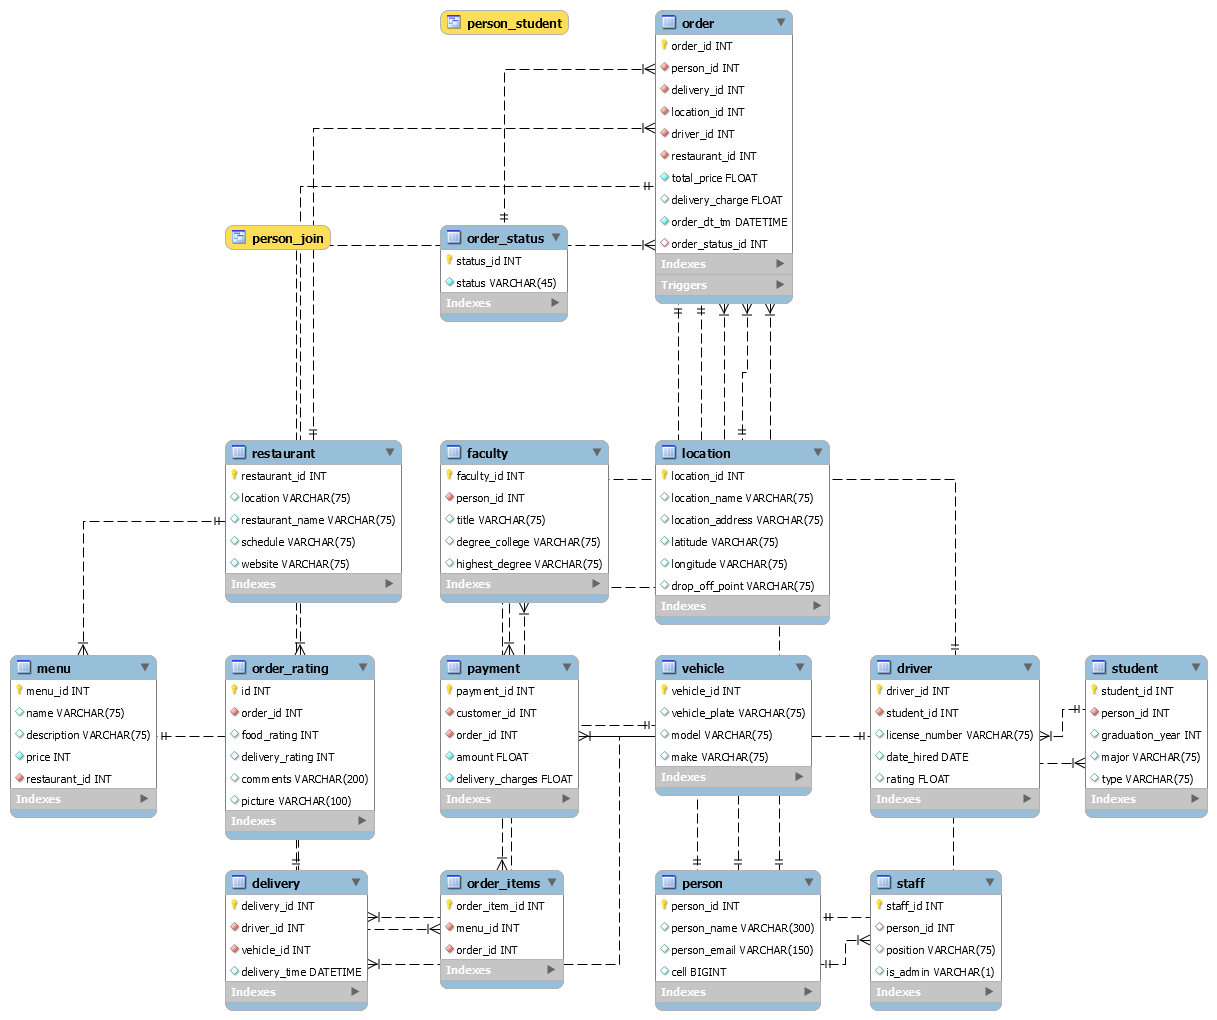 person_student
order
order_id INT
person_id INT
delivery_id INT
location_id INT
driver_id INT
restaurant_id INT
total_price FLOAT
delivery_charge FLOAT
order_dt_tm DATETIME
order_status_id INT
Indexes
Triggers
person_join
order_status
status_id INT
status VARCHAR(45)
Indexes
restaurant
restaurant_id INT
location VARCHAR(75)
restaurant_name VARCHAR(75)
schedule VARCHAR(75)
website VARCHAR(75)
Indexes
faculty
faculty_id INT
person_id INT
title VARCHAR(75)
degree_college VARCHAR(75)
highest_degree VARCHAR(75)
Indexes
location
location_id INT
location_name VARCHAR(75)
location_address VARCHAR(75)
latitude VARCHAR(75)
longitude VARCHAR(75)
drop_off_point VARCHAR(75)
Indexes
menu
menu_id INT
name VARCHAR(75)
description VARCHAR(75)
price INT
restaurant_id INT
Indexes
order_rating
id INT
order_id INT
food_rating INT
delivery_rating INT
comments VARCHAR(200)
picture VARCHAR(100)
Indexes
payment
payment_id INT
customer_id INT
order_id INT
amount FLOAT
delivery_charges FLOAT
Indexes
vehicle
vehicle_id INT
vehicle_plate VARCHAR(75)
model VARCHAR(75)
make VARCHAR(75)
Indexes
driver
driver_id INT
student_id INT
license_number VARCHAR(75)
date_hired DATE
rating FLOAT
Indexes
student
student_id INT
person_id INT
graduation_year INT
major VARCHAR(75)
type VARCHAR(75)
Indexes
delivery
delivery_id INT
driver_id INT
vehicle_id INT
delivery_time DATETIME
Indexes
order_items
order_item_id INT
menu_id INT
order_id INT
Indexes
person
person_id INT
person_name VARCHAR(300)
person_email VARCHAR(150)
cell BIGINT
Indexes
staff
staff_id INT
person_id INT
position VARCHAR(75)
is_admin VARCHAR(1)
Indexes